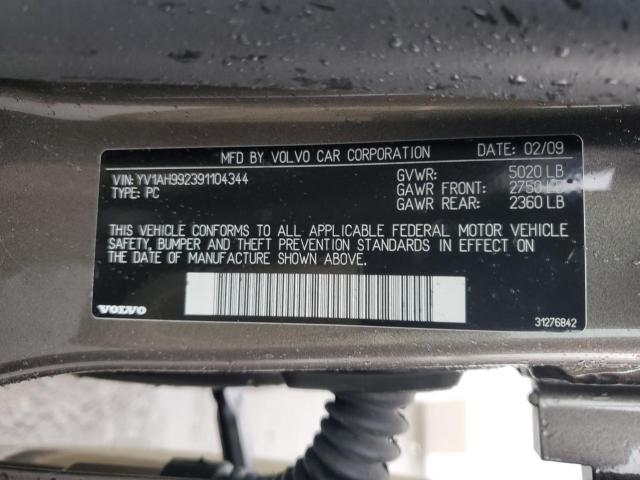 MFD BY VOLVO CAR CORPORATION DATE: 02/09
VIN: YV1AH992391104344 GVWR: 5020 LB
TYPE: PC GAWR FRONT: 2750 LB
GAWR REAR: 2360 LB
THIS VEHICLE CONFORMS TO ALL APPLICABLE FEDERAL MOTOR VEHICLE
SAFETY, BUMPER AND THEFT PREVENTION STANDARDS IN EFFECT ON
THE DATE OF MANUFACTURE SHOWN ABOVE.
VOLVO 31276842